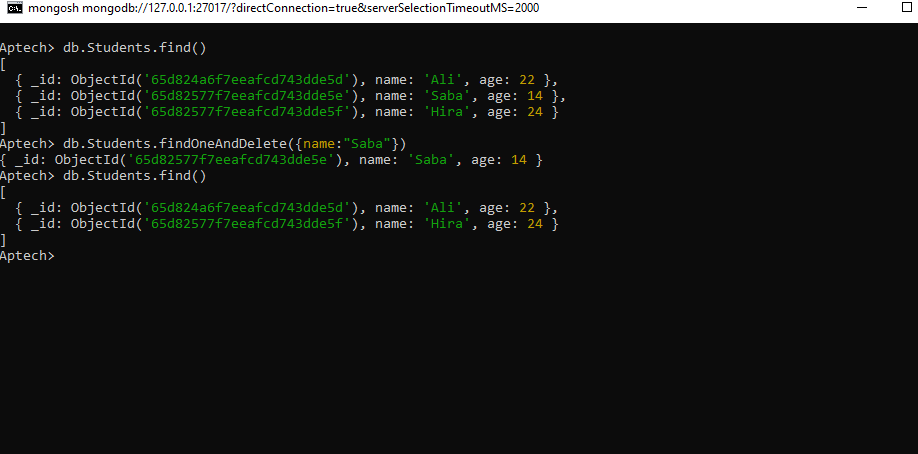 mongosh mongodb://127.0.0.1:27017/?directConnection=true&serverSelectionTimeoutMS=2000
Aptech> db.Students.find()
[
  { _id: ObjectId('65d824a6f7eeafcd743dde5d'), name: 'Ali', age: 22 },
  { _id: ObjectId('65d82577f7eeafcd743dde5e'), name: 'Saba', age: 14 },
  { _id: ObjectId('65d82577f7eeafcd743dde5f'), name: 'Hira', age: 24 }
]
Aptech> db.Students.findOneAndDelete({name:"Saba"})
{ _id: ObjectId('65d82577f7eeafcd743dde5e'), name: 'Saba', age: 14 }
Aptech> db.Students.find()
[
  { _id: ObjectId('65d824a6f7eeafcd743dde5d'), name: 'Ali', age: 22 },
  { _id: ObjectId('65d82577f7eeafcd743dde5f'), name: 'Hira', age: 24 }
]
Aptech>